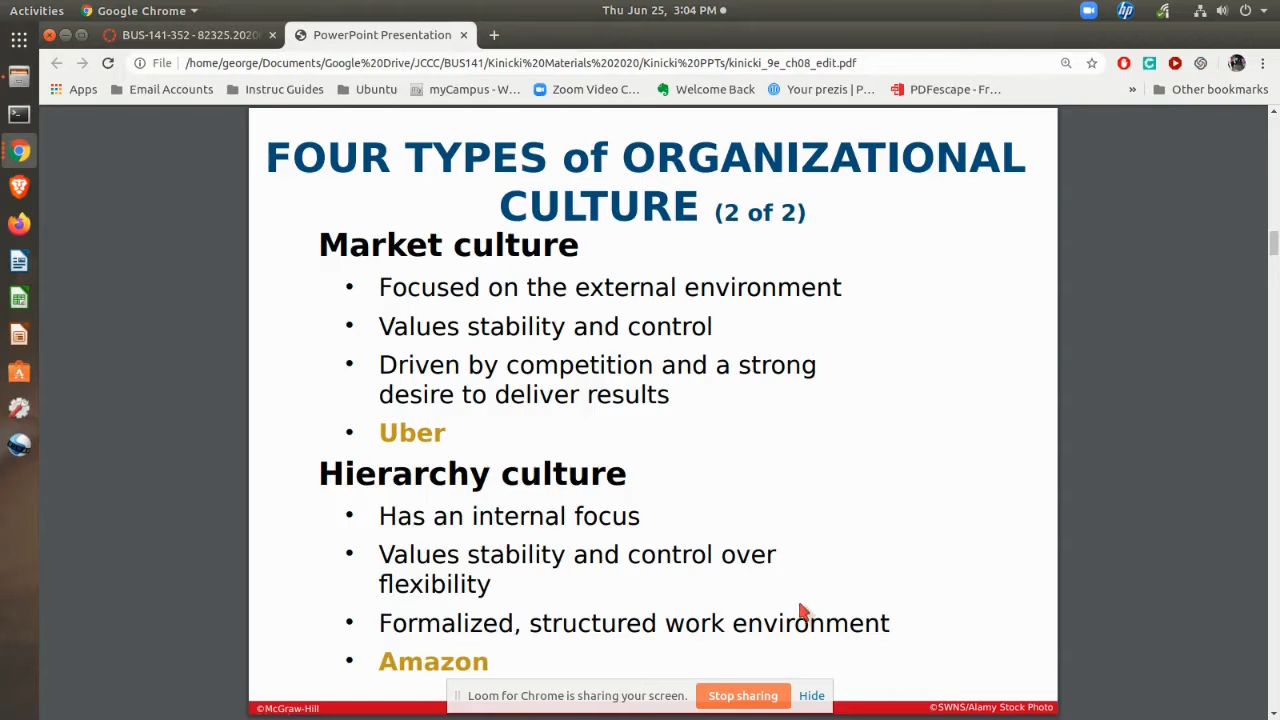 Activities
Google Chrome
Thu Jun 25, 3:04 PM
BUS-141-352 - 82325.2020
PowerPoint Presentation
File
/home/george/Documents/Google%20Drive/JCCC/BUS141/Kinicki%20Materials%202020/Kinicki%20PPTs/kinicki_9e_ch08_edit.pdf
Apps
Email Accounts
Instruc Guides
Ubuntu
myCampus - W...
Zoom Video C...
Welcome Back
Your prezis | P...
PDFescape - Fr...
»
Other bookmarks
FOUR TYPES of ORGANIZATIONAL
CULTURE (2 of 2)
Market culture
• Focused on the external environment
• Values stability and control
• Driven by competition and a strong
desire to deliver results
• Uber
Hierarchy culture
• Has an internal focus
• Values stability and control over
flexibility
• Formalized, structured work environment
• Amazon
Loom for Chrome is sharing your screen.
Stop sharing
Hide
©McGraw-Hill
©SWNS/Alamy Stock Photo